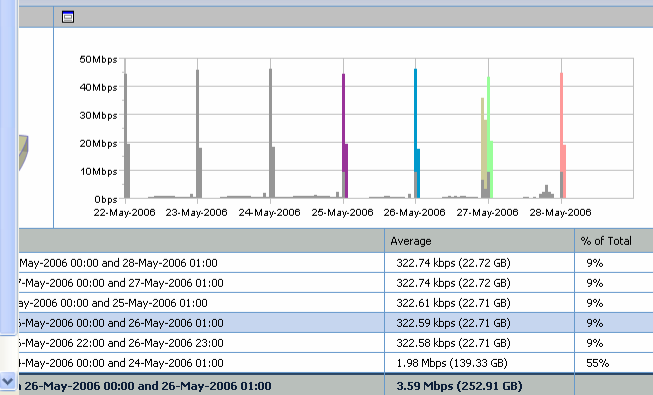 50Mbps
40Mbps
30Mbps
20Mbps
10Mbps
0bps
22-May-2006 23-May-2006 24-May-2006 25-May-2006 26-May-2006 27-May-2006 28-May-2006
Average % of Total
May-2006 00:00 and 28-May-2006 01:00 322.74 kbps (22.72 GB) 9%
7-May-2006 00:00 and 27-May-2006 01:00 322.74 kbps (22.72 GB) 9%
ay-2006 00:00 and 25-May-2006 01:00 322.61 kbps (22.71 GB) 9%
-May-2006 00:00 and 26-May-2006 01:00 322.59 kbps (22.71 GB) 9%
-May-2006 22:00 and 26-May-2006 23:00 322.58 kbps (22.71 GB) 9%
-May-2006 00:00 and 24-May-2006 01:00 1.98 Mbps (139.33 GB) 55%
26-May-2006 00:00 and 26-May-2006 01:00 3.59 Mbps (252.91 GB)